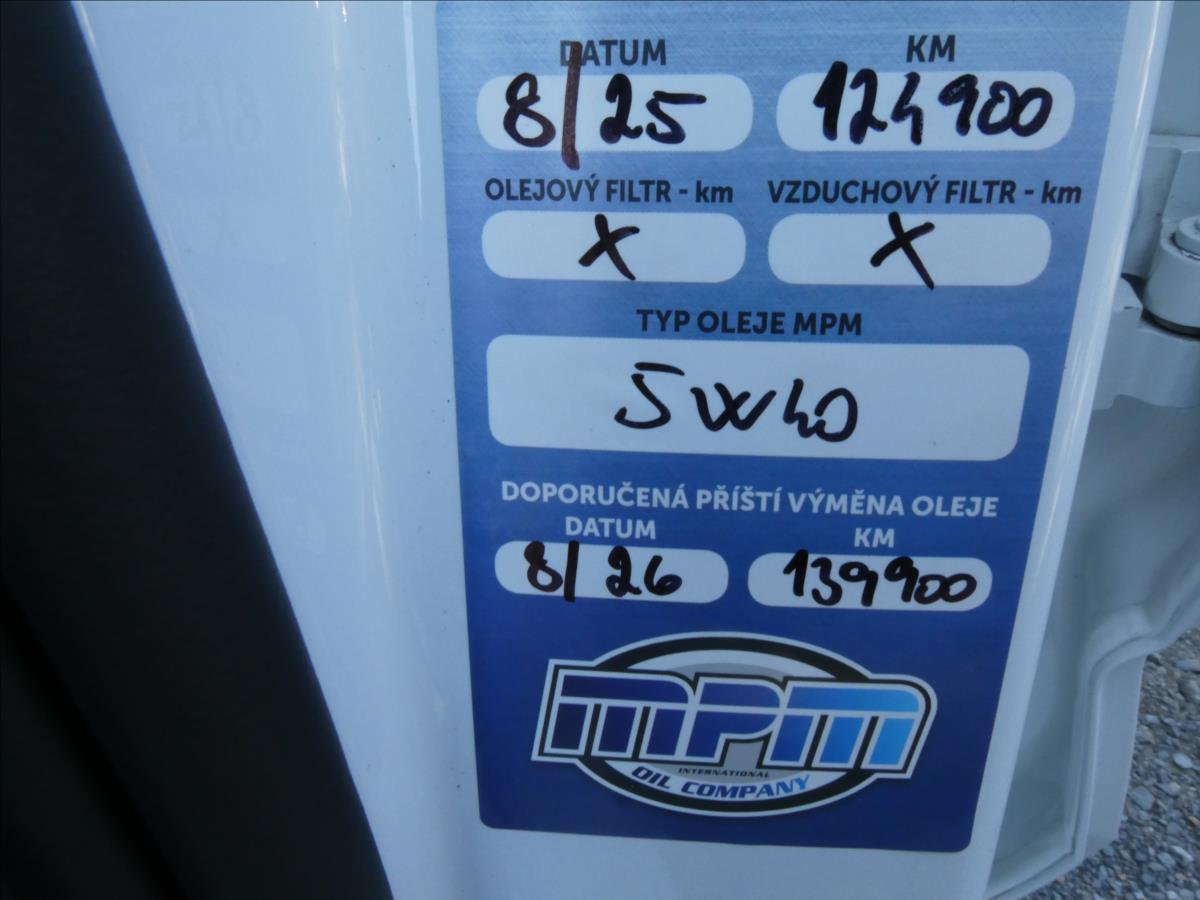 DATUM KM
8/25 124900
OLEJOVÝ FILTR - km VZDUCHOVÝ FILTR - km
X X
TYP OLEJE MPM
5W40
DOPORUČENÁ PŘÍŠTÍ VÝMĚNA OLEJE
DATUM KM
8/26 139900
MPM
INTERNATIONAL
OIL COMPANY